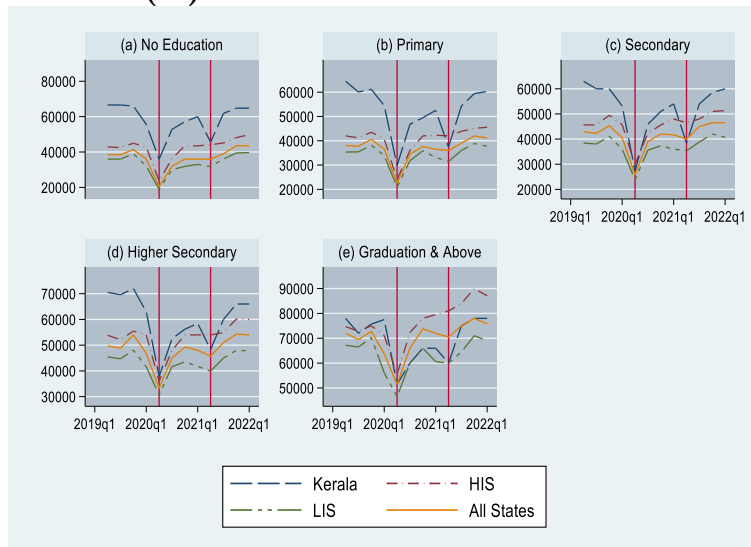 (a) No Education
80000
60000
40000
20000
(b) Primary
60000
50000
40000
30000
20000
(c) Secondary
60000
50000
40000
30000
20000
2019q1 2020q1 2021q1 2022q1
(d) Higher Secondary
70000
60000
50000
40000
30000
2019q1 2020q1 2021q1 2022q1
(e) Graduation & Above
90000
80000
70000
60000
50000
2019q1 2020q1 2021q1 2022q1
Kerala HIS
LIS All States